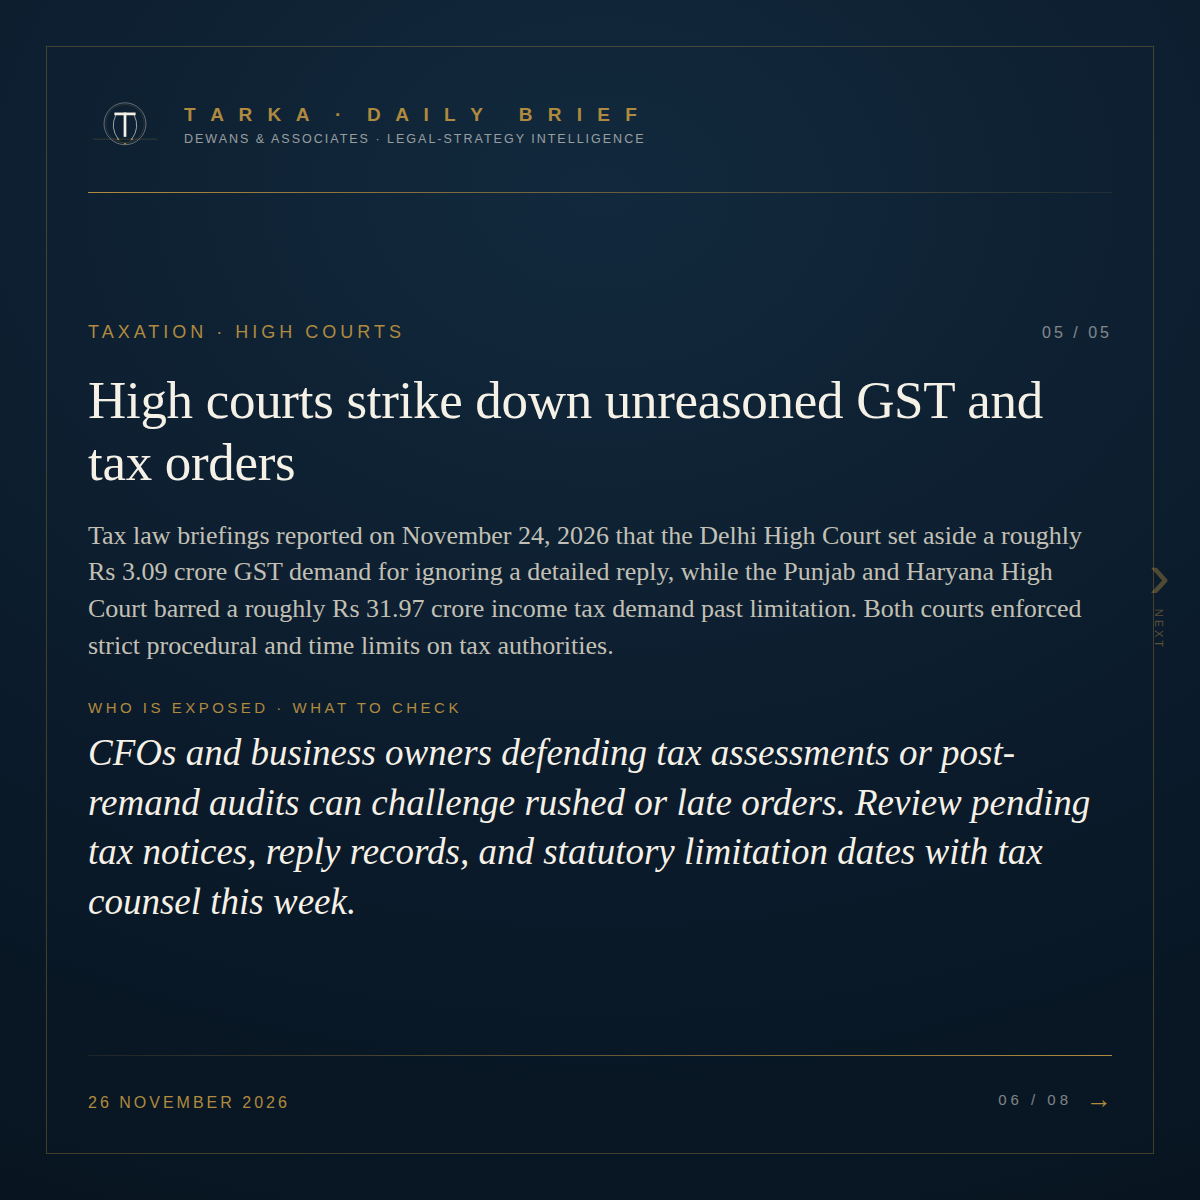 T
TARKA · DAILY BRIEF
DEWANS & ASSOCIATES · LEGAL-STRATEGY INTELLIGENCE
TAXATION · HIGH COURTS
05 / 05
High courts strike down unreasoned GST and
tax orders
Tax law briefings reported on November 24, 2026 that the Delhi High Court set aside a roughly
Rs 3.09 crore GST demand for ignoring a detailed reply, while the Punjab and Haryana High
Court barred a roughly Rs 31.97 crore income tax demand past limitation. Both courts enforced
strict procedural and time limits on tax authorities.
NEXT
WHO IS EXPOSED · WHAT TO CHECK
CFOs and business owners defending tax assessments or post-
remand audits can challenge rushed or late orders. Review pending
tax notices, reply records, and statutory limitation dates with tax
counsel this week.
26 NOVEMBER 2026
06 / 08 →